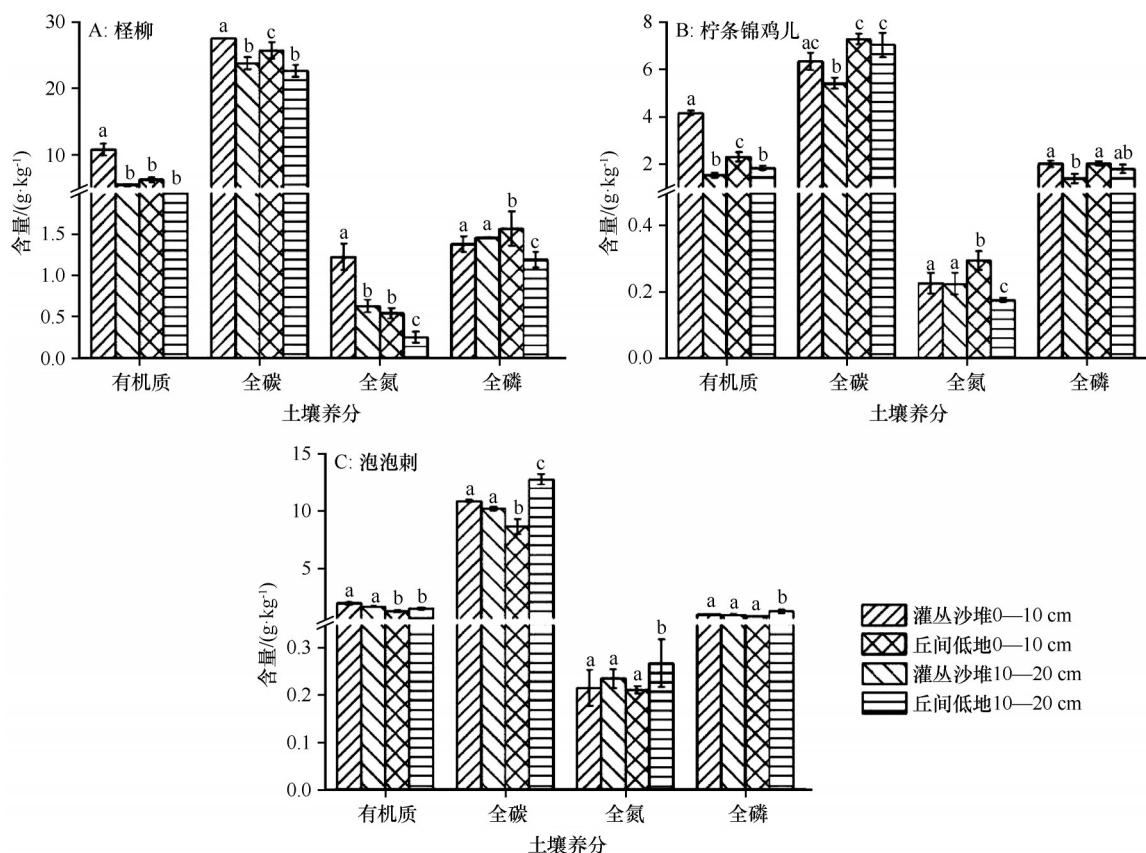 A: 柽柳
30
20
10
1.5
1.0
0.5
0.0
含量/(g·kg⁻¹)
a
b
b
b
a
b
c
b
a
b
b
c
a
a
b
c
有机质 全碳 全氮 全磷
土壤养分
B: 柠条锦鸡儿
8
6
4
2
0.4
0.2
0.0
含量/(g·kg⁻¹)
a
b
c
b
ac
b
c
c
a
a
b
c
a
b
a
ab
有机质 全碳 全氮 全磷
土壤养分
C: 泡泡刺
15
10
5
0.3
0.2
0.1
0.0
含量/(g·kg⁻¹)
a
a
b
b
a
a
b
c
a
a
a
b
a
a
a
b
有机质 全碳 全氮 全磷
土壤养分
灌丛沙堆0—10 cm
丘间低地0—10 cm
灌丛沙堆10—20 cm
丘间低地10—20 cm